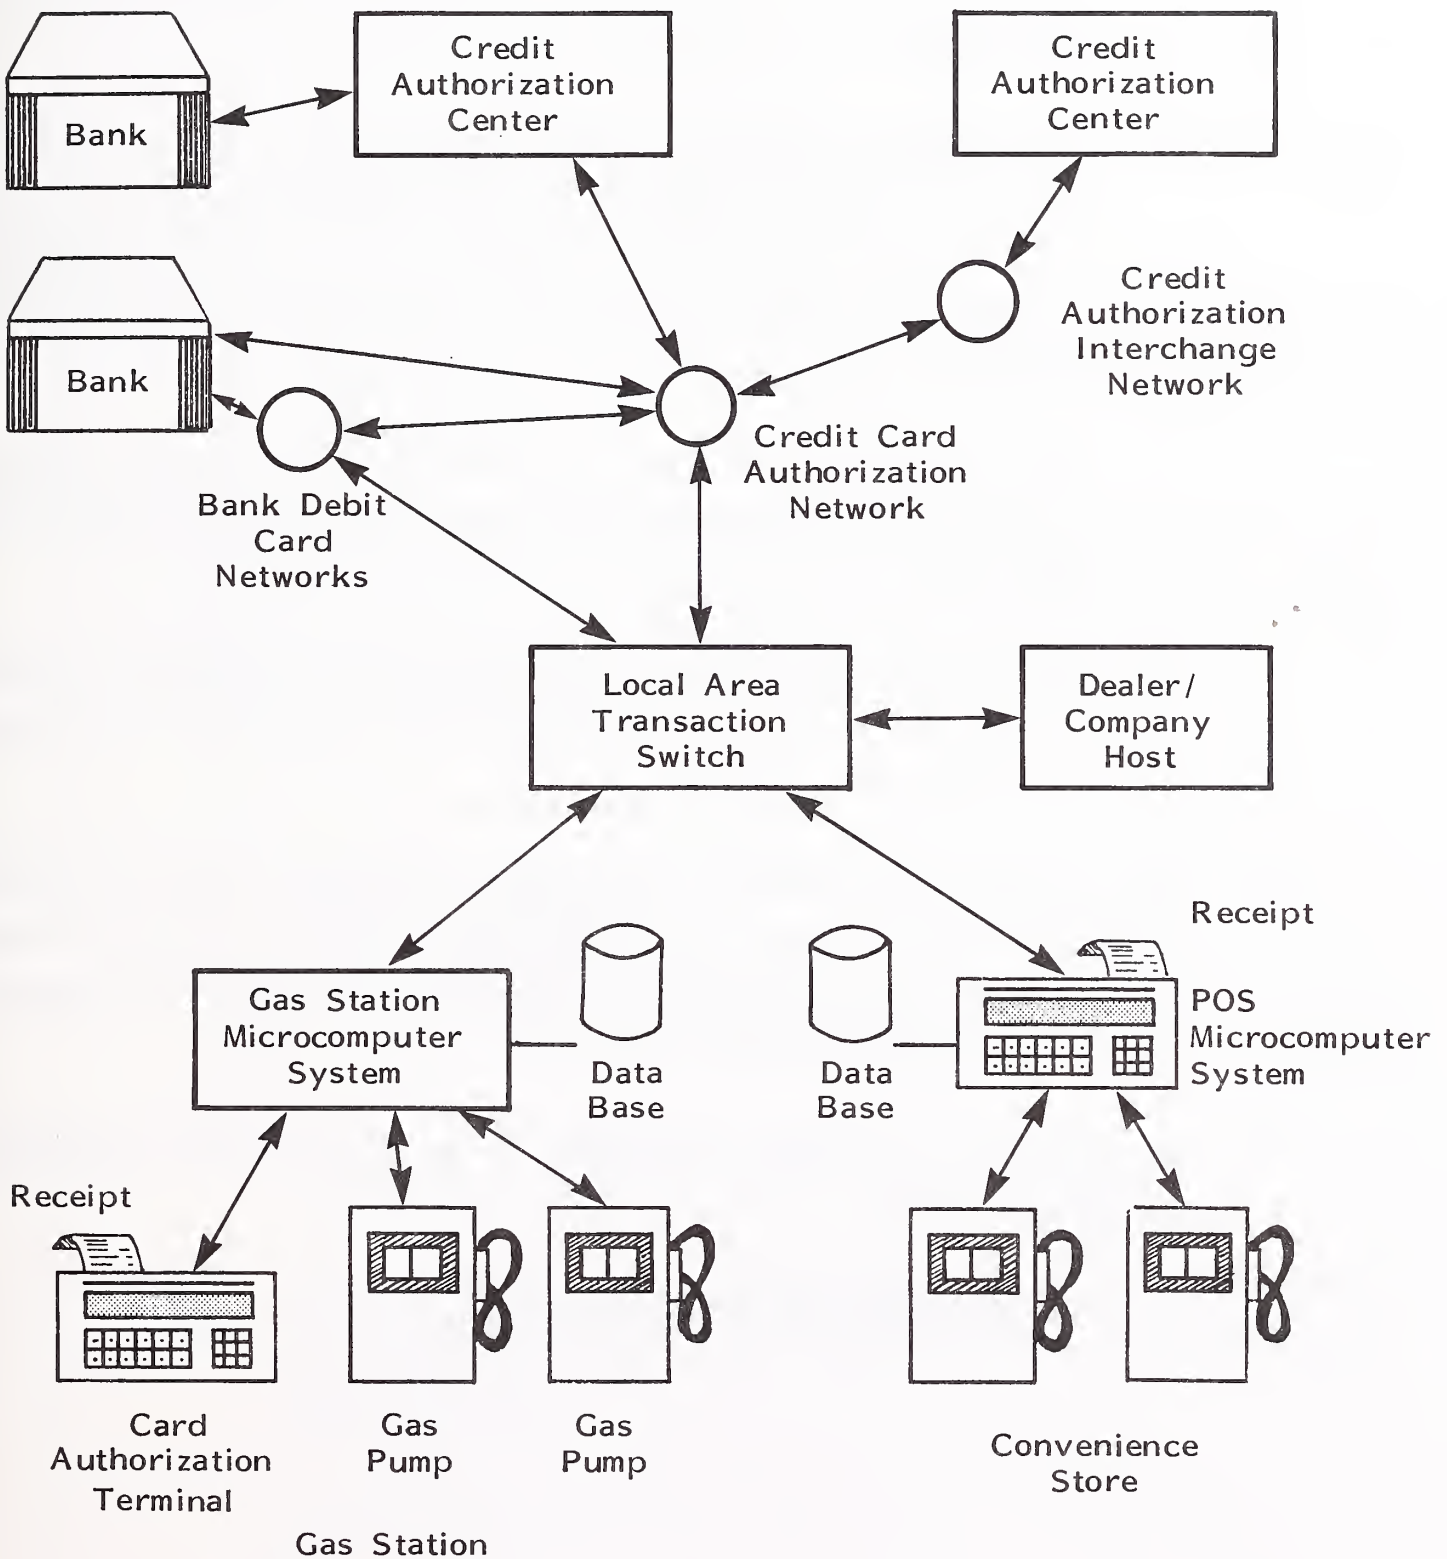 Credit
Authorization
Center
Credit
Authorization
Center
Bank
Credit
Authorization
Interchange
Network
Bank
Credit Card
Authorization
Network
Bank Debit
Card
Networks
Local Area
Transaction
Switch
Dealer/
Company
Host
Receipt
Gas Station
Microcomputer
System
Data
Base
Data
Base
POS
Microcomputer
System
Receipt
Card
Authorization
Terminal
Gas
Pump
Gas
Pump
Convenience
Store
Gas Station